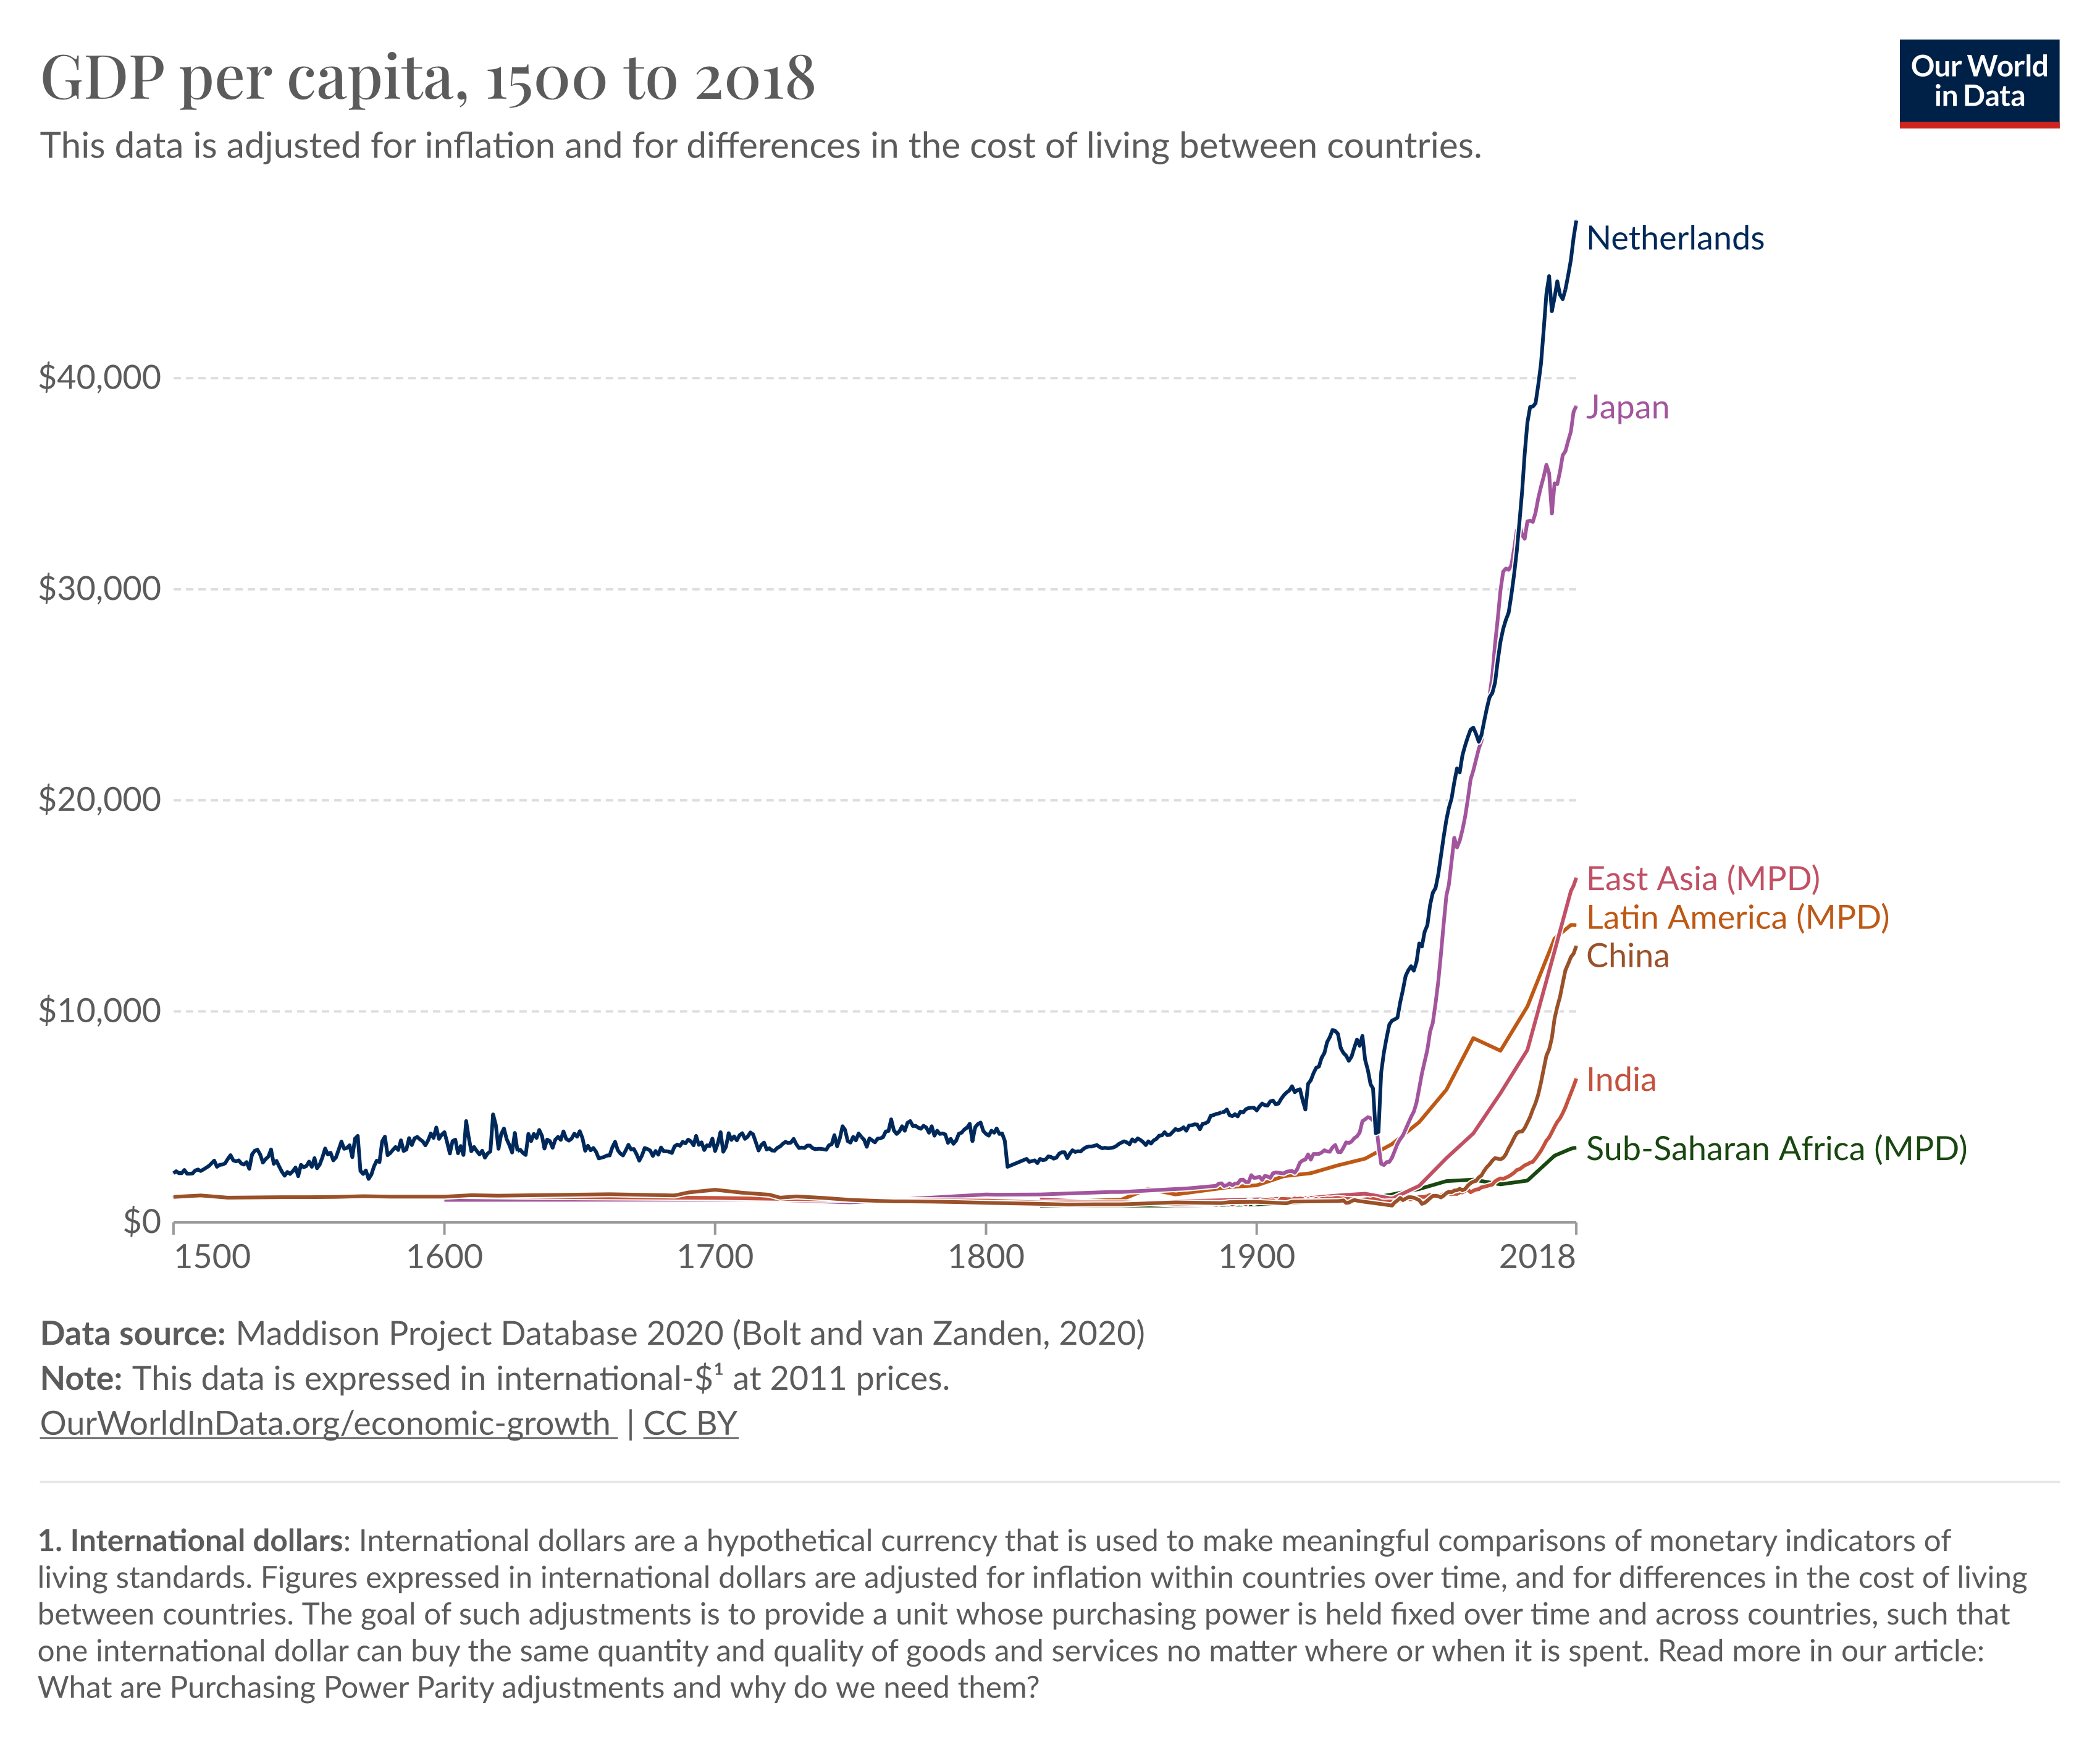 GDP per capita, 1500 to 2018
Our World
in Data
This data is adjusted for inflation and for differences in the cost of living between countries.
Netherlands
$40,000
Japan
$30,000
$20,000
East Asia (MPD)
Latin America (MPD)
China
$10,000
India
Sub-Saharan Africa (MPD)
$0
1500 1600 1700 1800 1900 2018
Data source: Maddison Project Database 2020 (Bolt and van Zanden, 2020)
Note: This data is expressed in international-$¹ at 2011 prices.
OurWorldInData.org/economic-growth | CC BY
1. International dollars: International dollars are a hypothetical currency that is used to make meaningful comparisons of monetary indicators of
living standards. Figures expressed in international dollars are adjusted for inflation within countries over time, and for differences in the cost of living
between countries. The goal of such adjustments is to provide a unit whose purchasing power is held fixed over time and across countries, such that
one international dollar can buy the same quantity and quality of goods and services no matter where or when it is spent. Read more in our article:
What are Purchasing Power Parity adjustments and why do we need them?